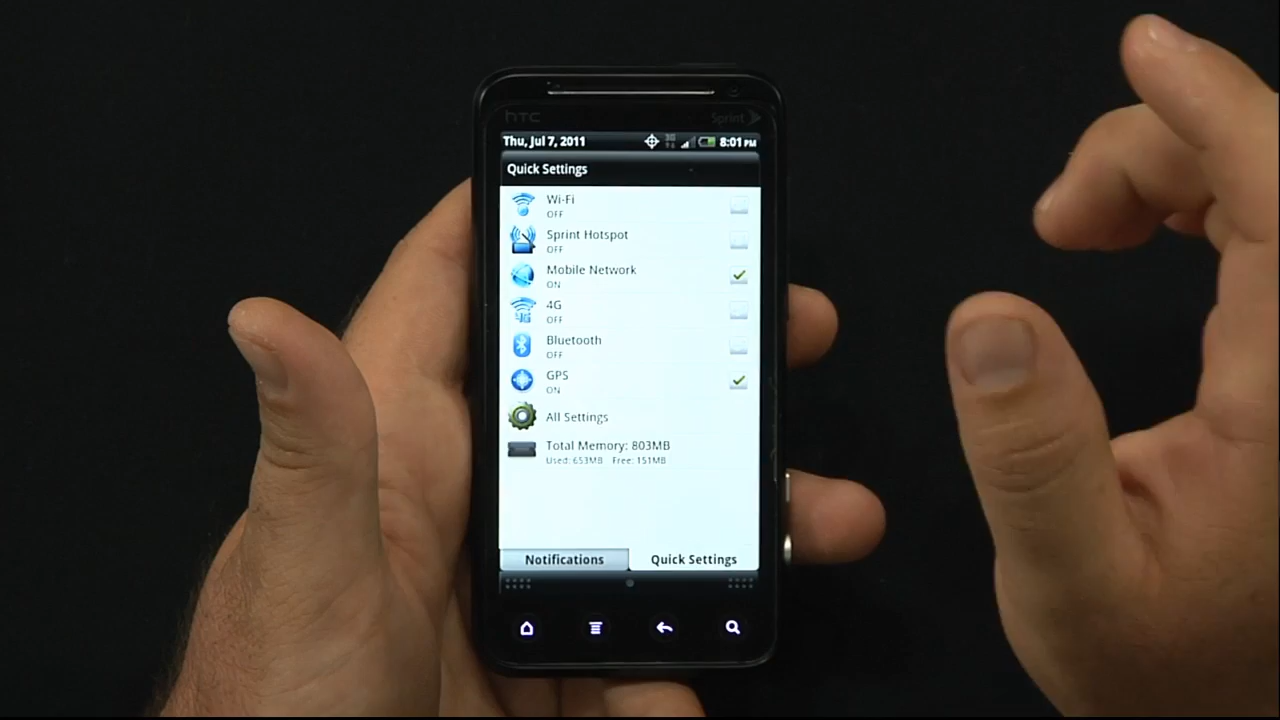 hTC Sprint
Thu, Jul 7, 2011 3G 8:01 PM
Quick Settings
Wi-Fi
OFF
Sprint Hotspot
OFF
Mobile Network
ON
4G
OFF
Bluetooth
OFF
GPS
ON
All Settings
Total Memory: 803MB
Used: 653MB Free: 151MB
Notifications Quick Settings